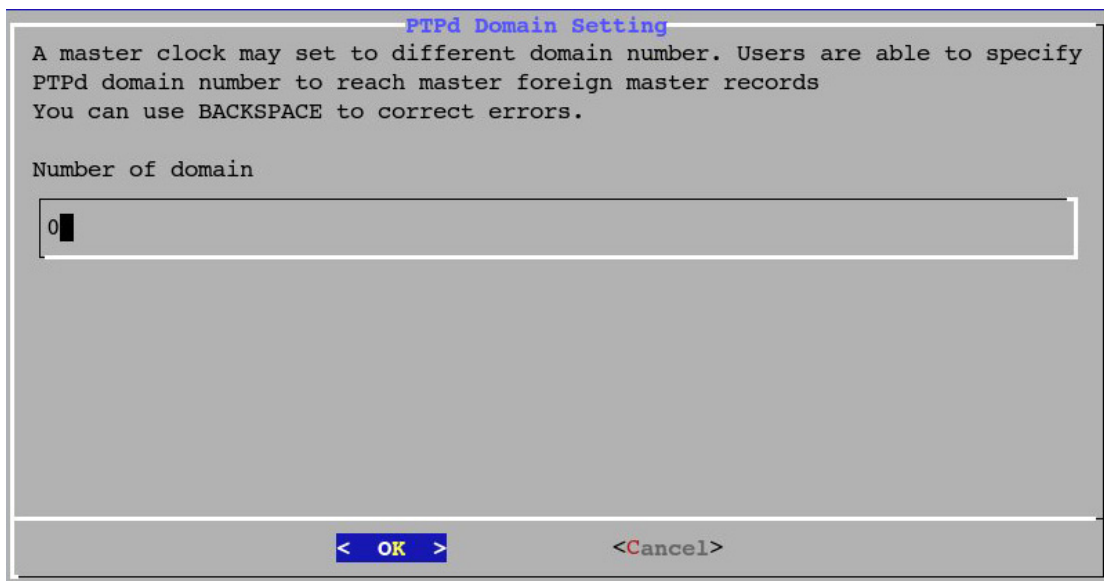 PTPd Domain Setting
A master clock may set to different domain number. Users are able to specify
PTPd domain number to reach master foreign master records
You can use BACKSPACE to correct errors.
Number of domain
0
< OK > <Cancel>